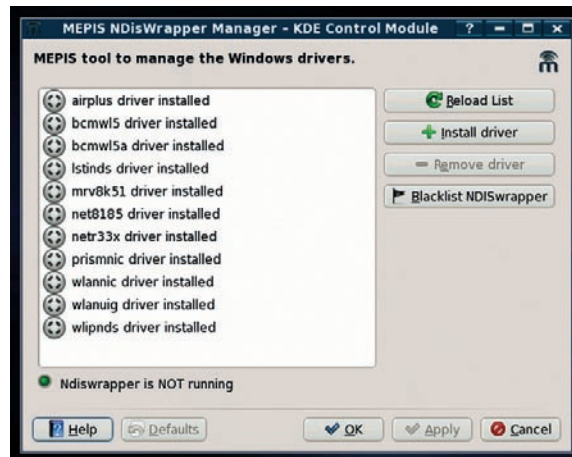 MEPIS NDisWrapper Manager – KDE Control Module
MEPIS tool to manage the Windows drivers.
airplus driver installed
bcmwl5 driver installed
bcmwl5a driver installed
lstinds driver installed
mrv8k51 driver installed
net8185 driver installed
netr33x driver installed
prismnic driver installed
wlannic driver installed
wlanuig driver installed
wlipnds driver installed
Reload List
Install driver
Remove driver
Blacklist NDISwrapper
Ndiswrapper is NOT running
Help
Defaults
OK
Apply
Cancel